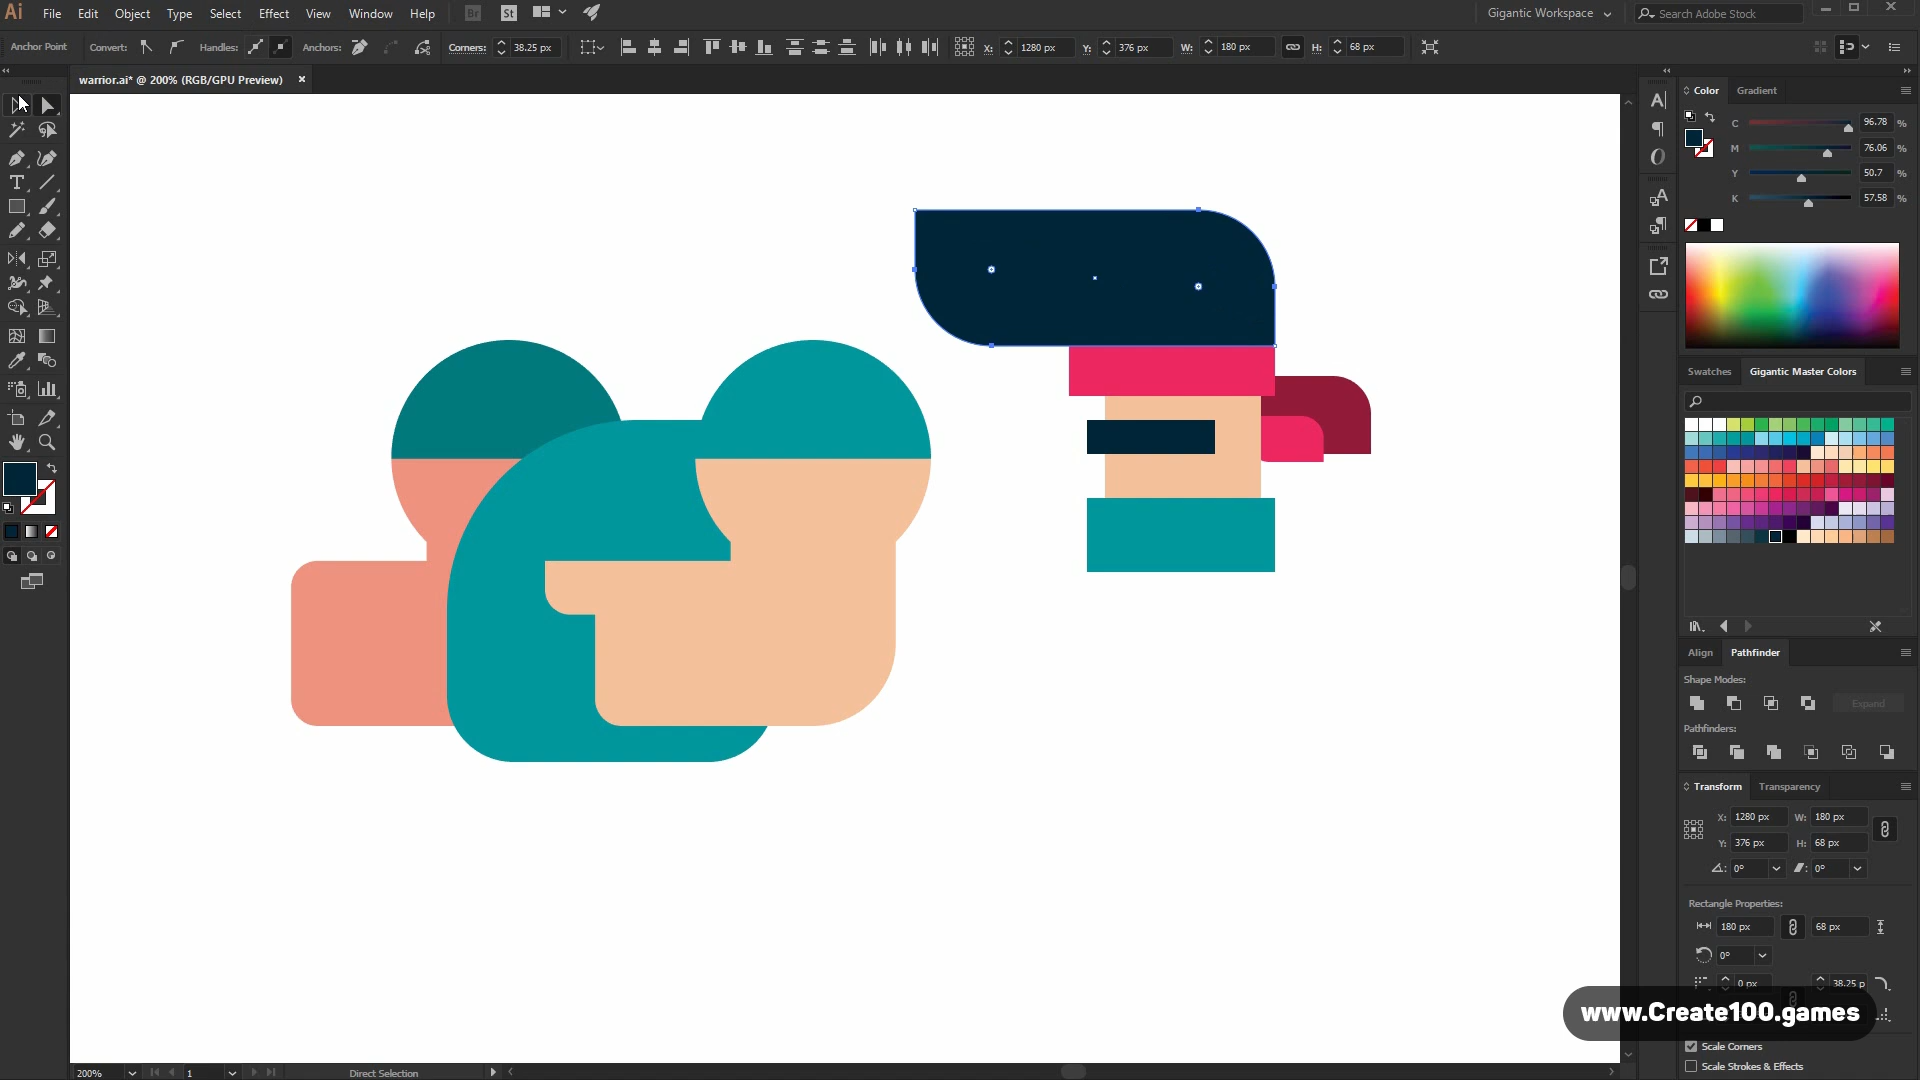 Ai File Edit Object Type Select Effect View Window Help Br St Gigantic Workspace Search Adobe Stock
Anchor Point Convert: Handles: Anchors: Corners: 38.25 px X: 1280 px Y: 376 px W: 180 px H: 68 px
warrior.ai* @ 200% (RGB/GPU Preview)
Color Gradient
C 96.78 %
M 76.06 %
Y 50.7 %
K 57.58 %
Swatches Gigantic Master Colors
Align Pathfinder
Shape Modes:
Expand
Pathfinders:
Transform Transparency
X: 1280 px W: 180 px
Y: 376 px H: 68 px
0° 0°
Rectangle Properties:
180 px 68 px
0°
0 px 38.25 p
www.Create100.games
Scale Corners
Scale Strokes & Effects
200% 1 Direct Selection